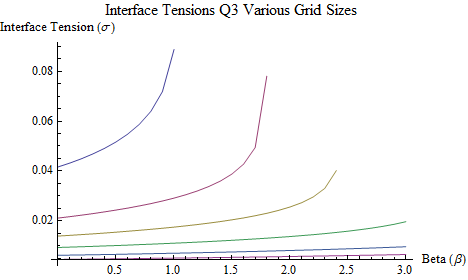 Interface Tensions Q3 Various Grid Sizes
Interface Tension (σ)
0.08
0.06
0.04
0.02
0.5 1.0 1.5 2.0 2.5 3.0 Beta (β)